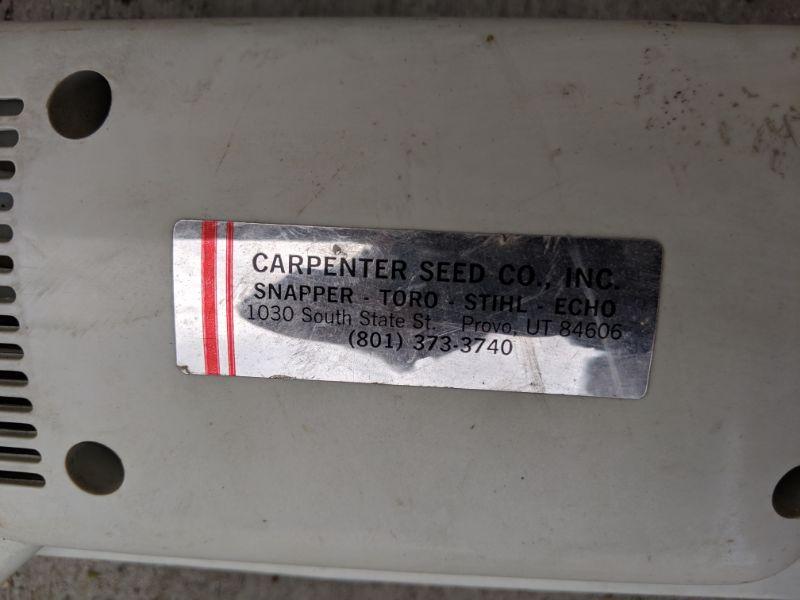 CARPENTER SEED CO., INC.
SNAPPER - TORO - STIHL - ECHO
1030 South State St. Provo, UT 84606
(801) 373-3740